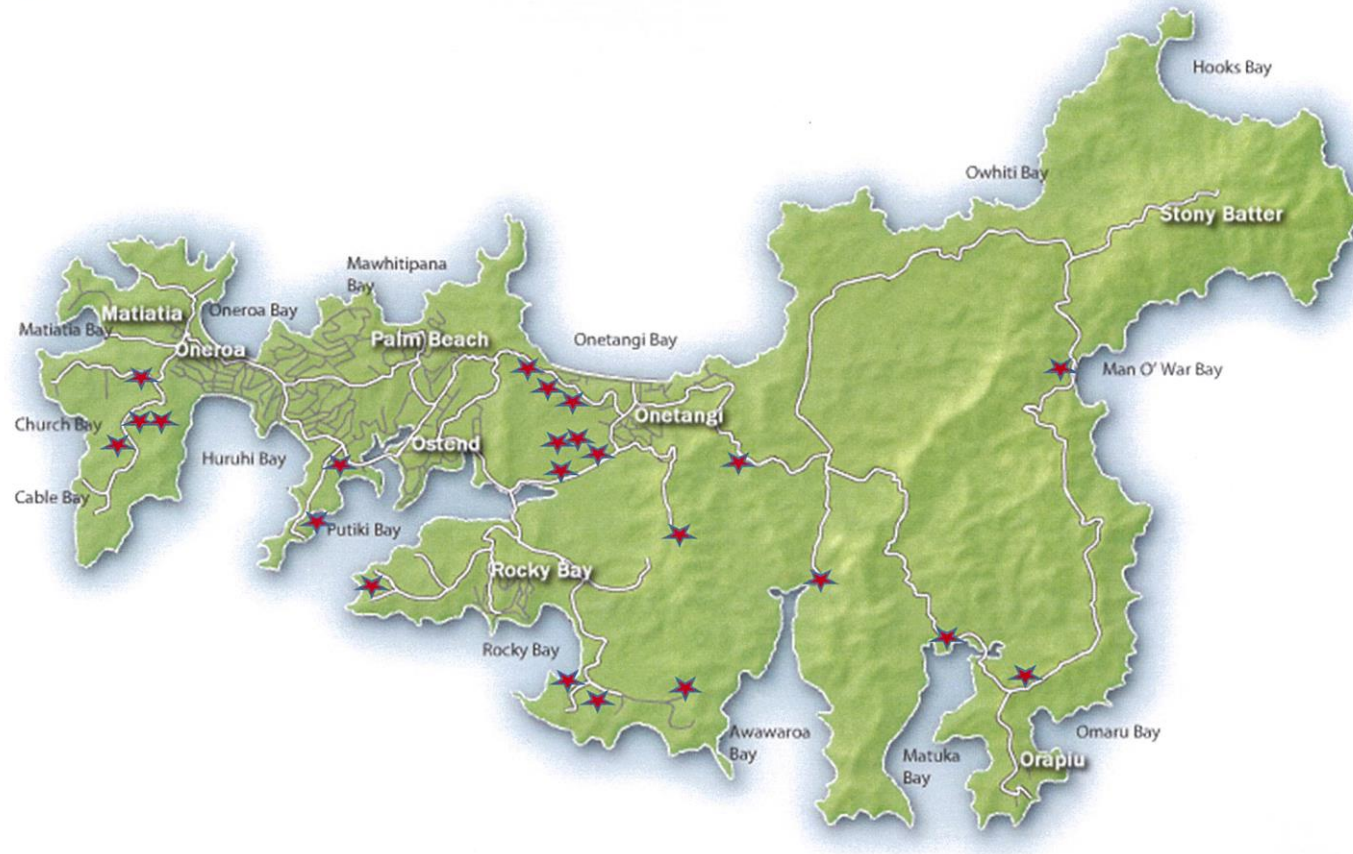 Hooks Bay
Owhiti Bay
Stony Batter
Mawhitipana
Bay
Matiatia
Oneroa Bay
Matiatia Bay
Oneroa
Palm Beach
Onetangi Bay
Man O' War Bay
Onetangi
Church Bay
Ostend
Huruhi Bay
Cable Bay
Putiki Bay
Rocky Bay
Rocky Bay
Awawaroa
Bay
Omaru Bay
Matuka
Bay
Orapiu